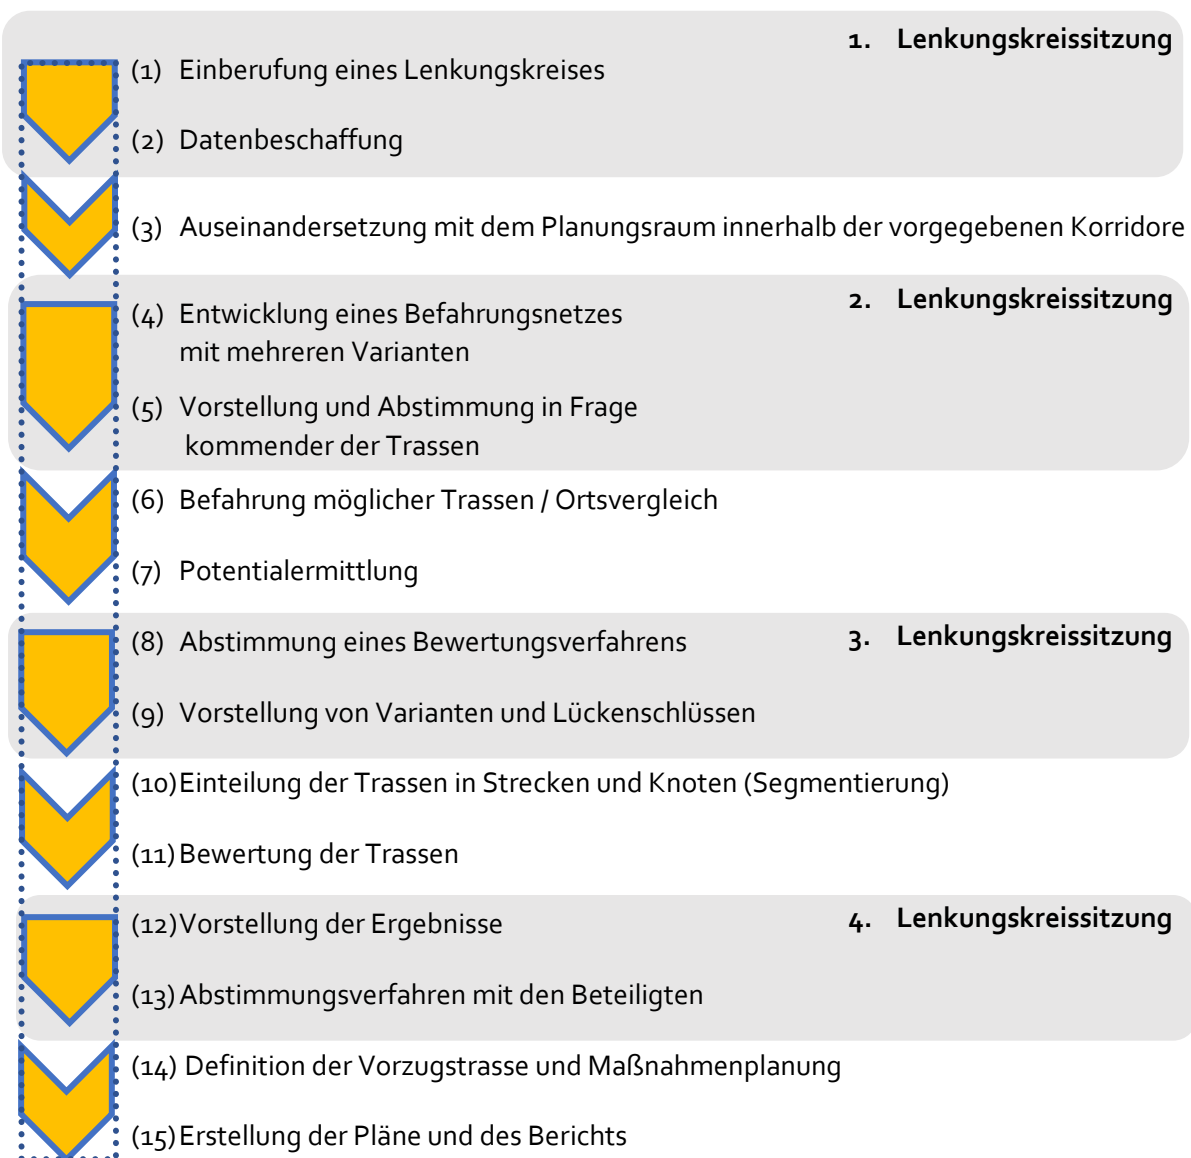 1. Lenkungskreissitzung
(1) Einberufung eines Lenkungskreises
(2) Datenbeschaffung
(3) Auseinandersetzung mit dem Planungsraum innerhalb der vorgegebenen Korridore
2. Lenkungskreissitzung
(4) Entwicklung eines Befahrungsnetzes
mit mehreren Varianten
(5) Vorstellung und Abstimmung in Frage
kommender der Trassen
(6) Befahrung möglicher Trassen / Ortsvergleich
(7) Potentialermittlung
(8) Abstimmung eines Bewertungsverfahrens
3. Lenkungskreissitzung
(9) Vorstellung von Varianten und Lückenschlüssen
(10) Einteilung der Trassen in Strecken und Knoten (Segmentierung)
(11) Bewertung der Trassen
(12) Vorstellung der Ergebnisse
4. Lenkungskreissitzung
(13) Abstimmungsverfahren mit den Beteiligten
(14) Definition der Vorzugstrasse und Maßnahmenplanung
(15) Erstellung der Pläne und des Berichts